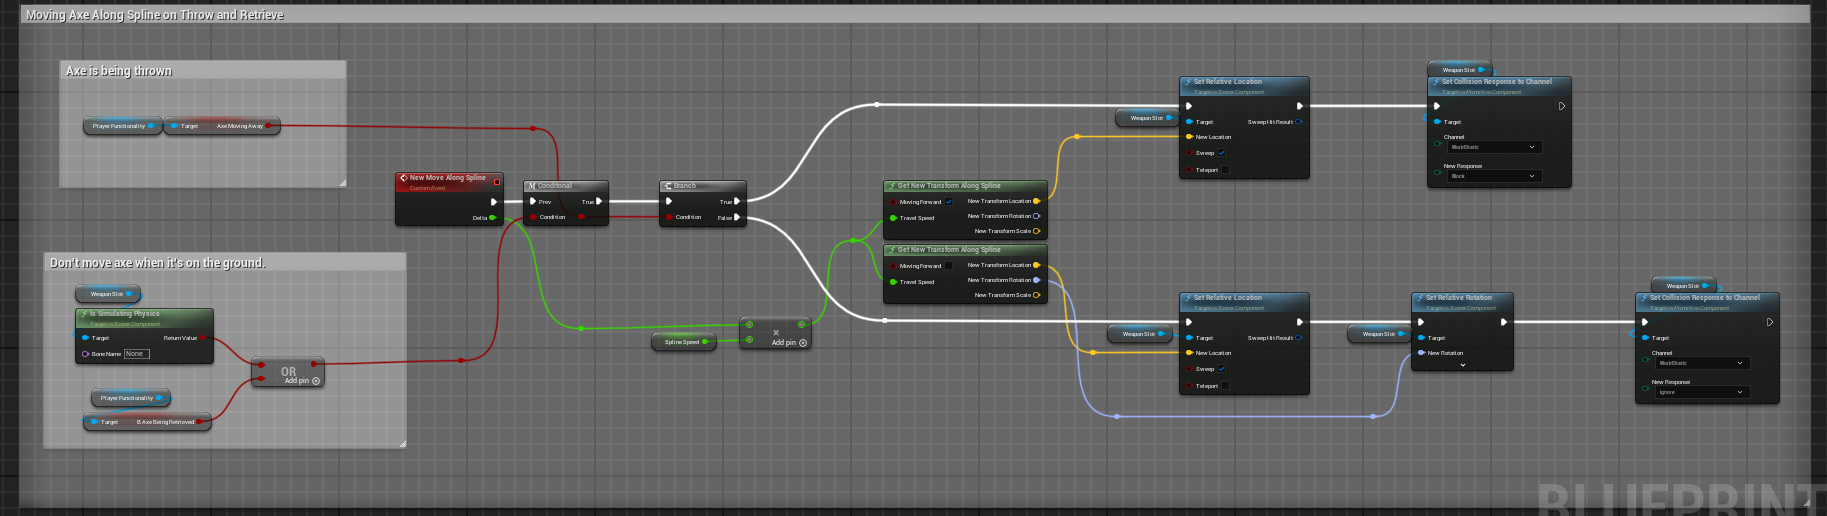 Moving Axe Along Spline on Throw and Retrieve
Axe is being thrown
Player Functionality
Target Axe Moving Away
New Move Along Spline
Custom Event
Delta
Conditonal
Prev True
Condition
Branch
True
Condition False
Don't move axe when it's on the ground.
Weapon Slot
Is Simulating Physics
Target is Scene Component
Target Return Value
Bone Name None
OR
Add pin
Player Functionality
Target B Axe Being Retrieved
Spline Speed
×
Add pin
Get New Transform Along Spline
Moving Forward New Transform Location
Travel Speed New Transform Rotation
New Transform Scale
Get New Transform Along Spline
Moving Forward New Transform Location
Travel Speed New Transform Rotation
New Transform Scale
Weapon Slot
Set Relative Location
Target is Scene Component
Target Sweep Hit Result
New Location
Sweep
Teleport
Weapon Slot
Set Collision Response to Channel
Target is Primitive Component
Target
Channel
WorldStatic
New Response
Block
Weapon Slot
Set Relative Location
Target is Scene Component
Target Sweep Hit Result
New Location
Sweep
Teleport
Weapon Slot
Set Relative Rotation
Target is Scene Component
Target
New Rotation
Weapon Slot
Set Collision Response to Channel
Target is Primitive Component
Target
Channel
WorldStatic
New Response
Ignore
BLUEPRINT